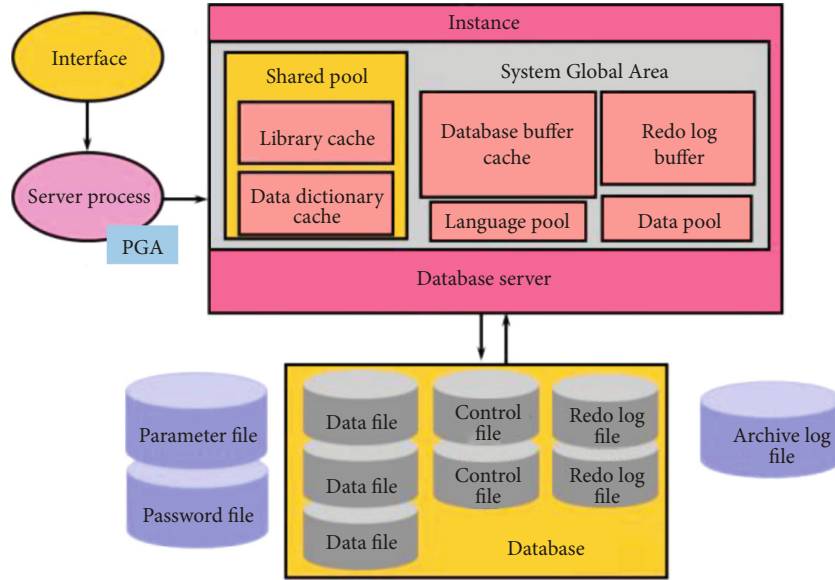 Instance
Interface
Shared pool
System Global Area
Library cache
Database buffer
cache
Redo log
buffer
Server process
Data dictionary
cache
Language pool
Data pool
PGA
Database server
Parameter file
Password file
Data file
Data file
Data file
Control
file
Control
file
Redo log
file
Redo log
file
Database
Archive log
file